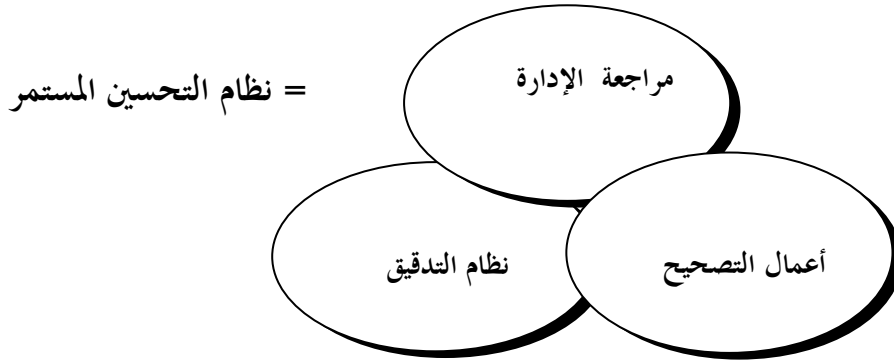 مراجعة الإدارة
= نظام التحسين المستمر
أعمال التصحيح
نظام التدقيق